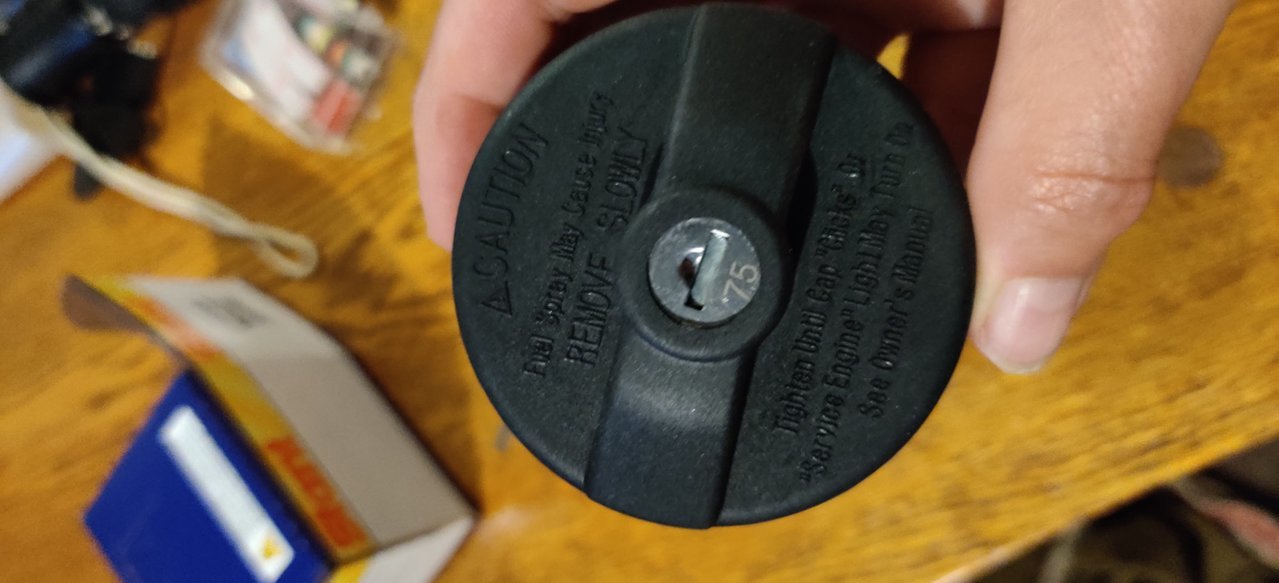 ⚠CAUTION
Fuel Spray May Cause Injury
REMOVE SLOWLY
75
Tighten Until Cap "Clicks" Or
"Service Engine" Light May Turn On
See Owner's Manual